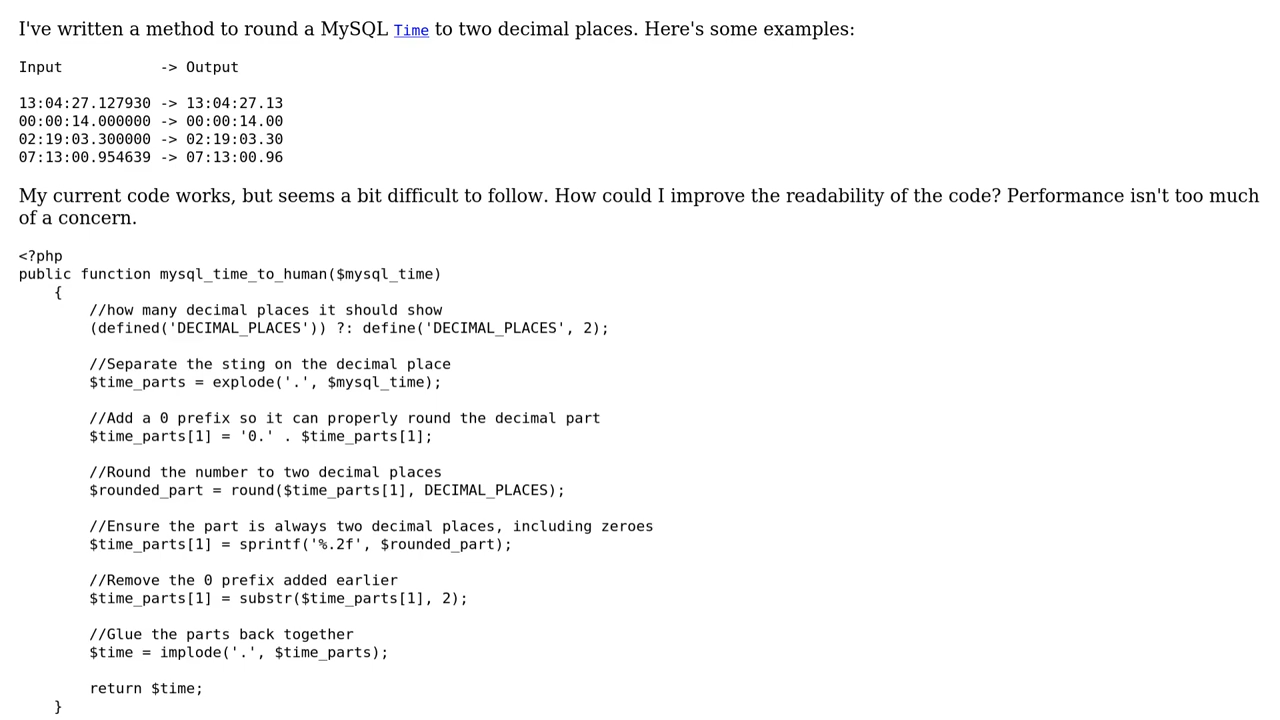 I've written a method to round a MySQL Time to two decimal places. Here's some examples:
Input           -> Output
13:04:27.127930 -> 13:04:27.13
00:00:14.000000 -> 00:00:14.00
02:19:03.300000 -> 02:19:03.30
07:13:00.954639 -> 07:13:00.96
My current code works, but seems a bit difficult to follow. How could I improve the readability of the code? Performance isn't too much
of a concern.
<?php
public function mysql_time_to_human($mysql_time)
    {
        //how many decimal places it should show
        (defined('DECIMAL_PLACES')) ?: define('DECIMAL_PLACES', 2);
        //Separate the sting on the decimal place
        $time_parts = explode('.', $mysql_time);
        //Add a 0 prefix so it can properly round the decimal part
        $time_parts[1] = '0.' . $time_parts[1];
        //Round the number to two decimal places
        $rounded_part = round($time_parts[1], DECIMAL_PLACES);
        //Ensure the part is always two decimal places, including zeroes
        $time_parts[1] = sprintf('%.2f', $rounded_part);
        //Remove the 0 prefix added earlier
        $time_parts[1] = substr($time_parts[1], 2);
        //Glue the parts back together
        $time = implode('.', $time_parts);
        return $time;
    }